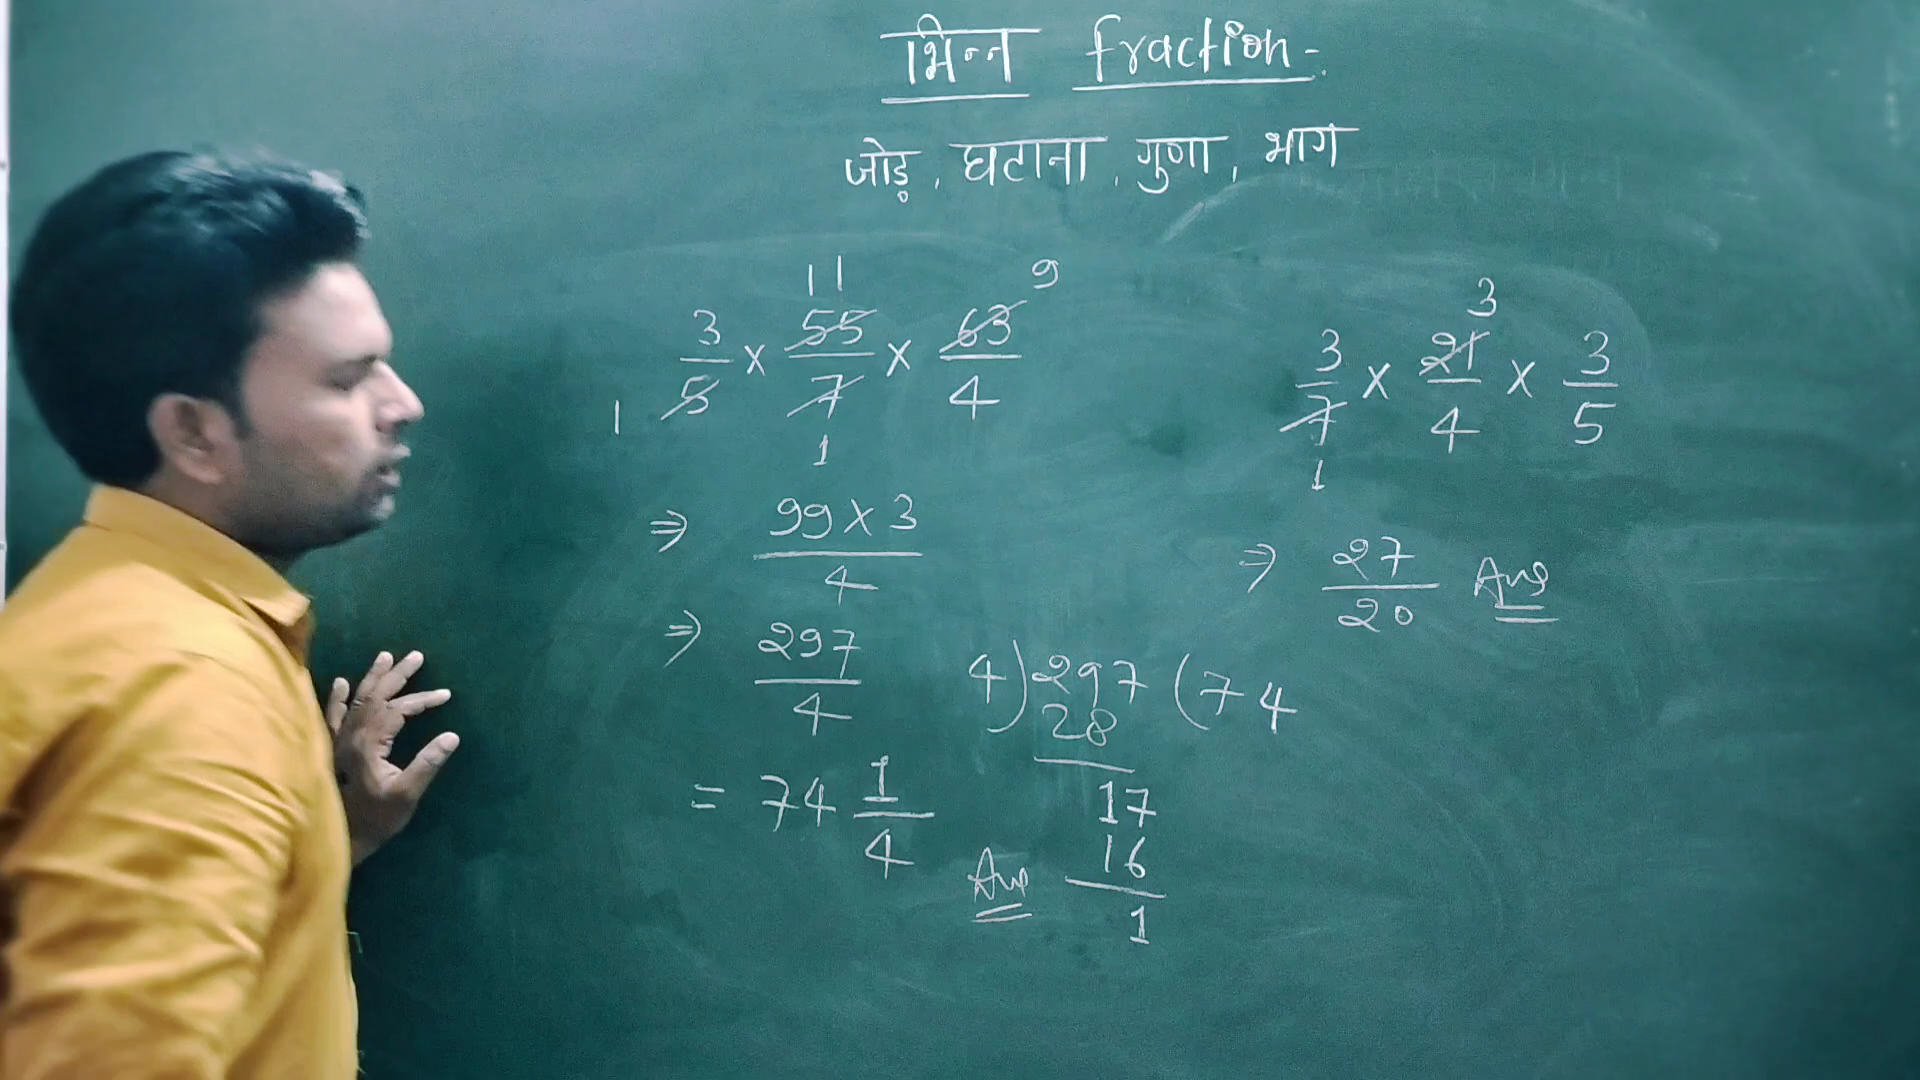 भिन्न fraction -
जोड़, घटाना, गुणा, भाग
11 9
3/5 × 55/7 × 63/4
1 1
⇒ 99 × 3 / 4
⇒ 297/4
4 ) 297 ( 74
28
17
16
1
= 74 1/4 Ans
3
3/7 × 21/4 × 3/5
1
⇒ 27/20 Ans